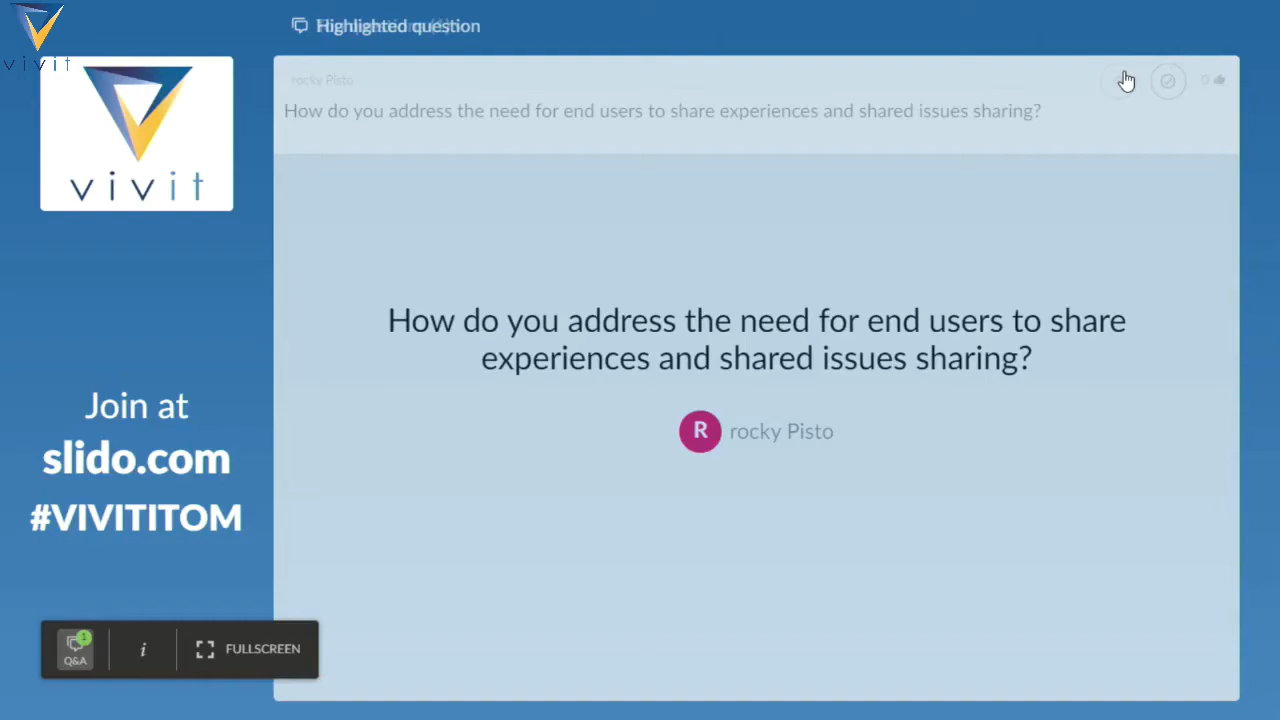 vivit
Highlighted question
rocky Pisto
0
How do you address the need for end users to share experiences and shared issues sharing?
vivit
How do you address the need for end users to share
experiences and shared issues sharing?
R rocky Pisto
Join at
slido.com
#VIVITITOM
1
Q&A
i
FULLSCREEN